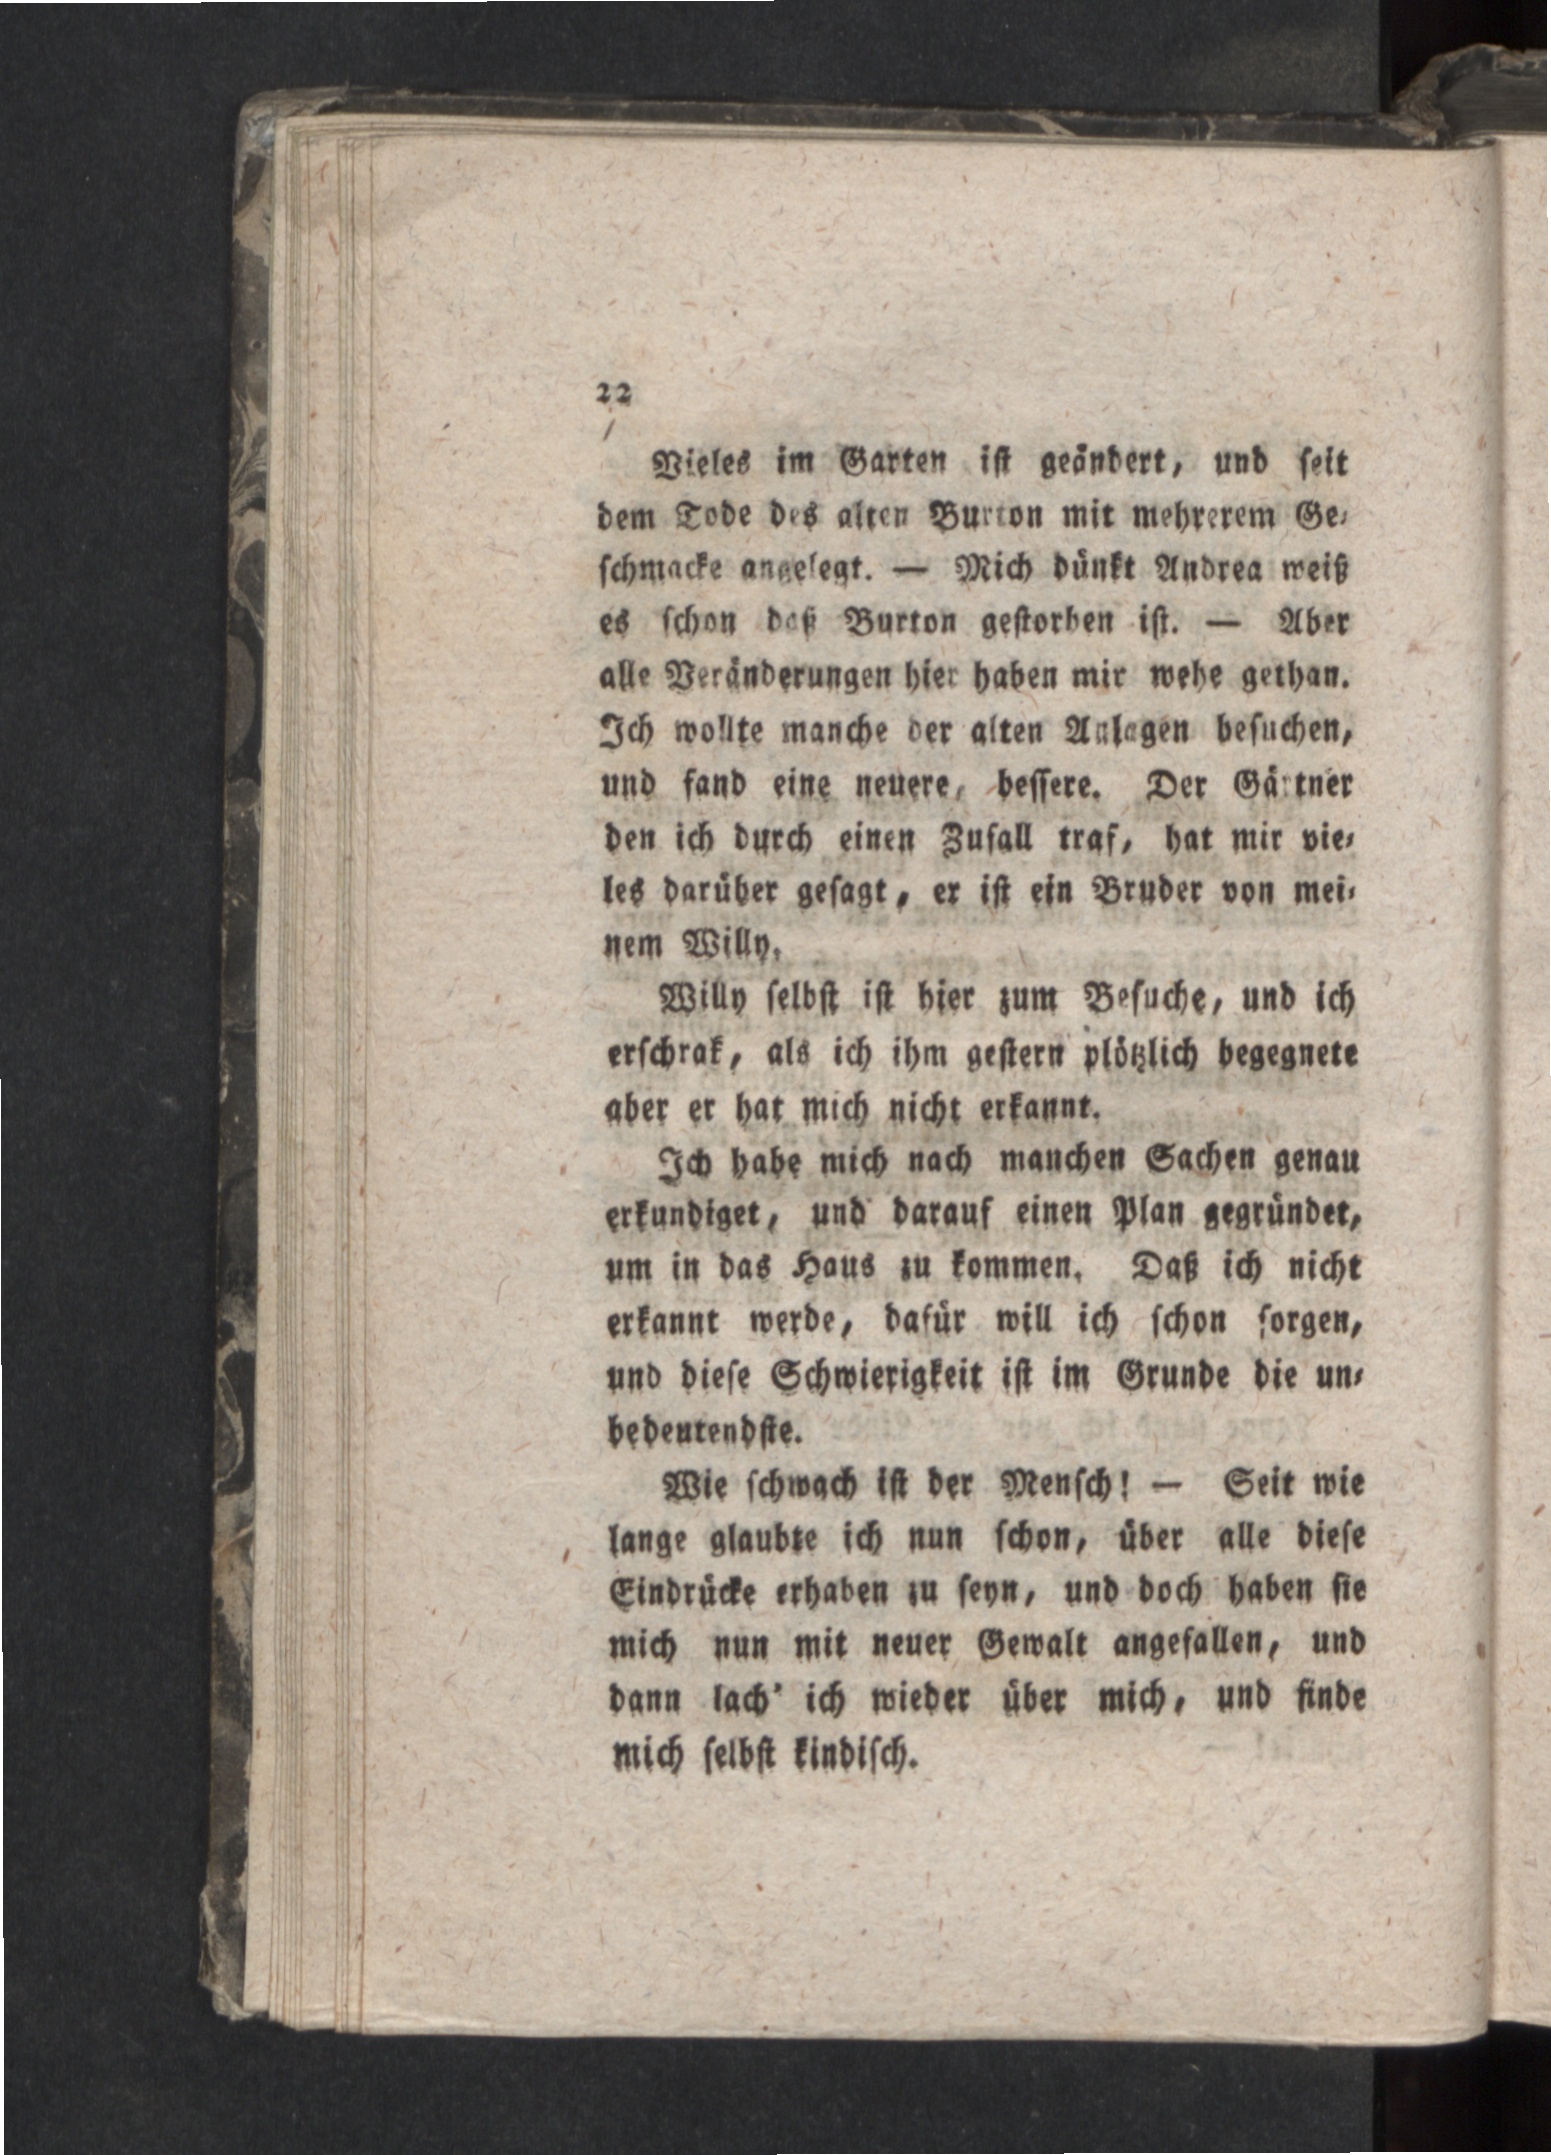 22
Vieles im Garten iſt geändert, und ſeit
dem Tode des alten Burton mit mehrerem Ge-
ſchmacke angelegt. — Mich dünkt Andrea weiß
es ſchon daß Burton geſtorben iſt. — Aber
alle Veränderungen hier haben mir wehe gethan.
Ich wollte manche der alten Anlagen beſuchen,
und fand eine neuere, beſſere. Der Gärtner
den ich durch einen Zufall traf, hat mir vie-
les darüber geſagt, er iſt ein Bruder von mei-
nem Willy.
Willy ſelbſt iſt hier zum Beſuche, und ich
erſchrak, als ich ihm geſtern plötzlich begegnete
aber er hat mich nicht erkannt.
Ich habe mich nach manchen Sachen genau
erkundiget, und darauf einen Plan gegründet,
um in das Haus zu kommen. Daß ich nicht
erkannt werde, dafür will ich ſchon ſorgen,
und dieſe Schwierigkeit iſt im Grunde die un-
bedeutendſte.
Wie ſchwach iſt der Menſch! — Seit wie
lange glaubte ich nun ſchon, über alle dieſe
Eindrücke erhaben zu ſeyn, und doch haben ſie
mich nun mit neuer Gewalt angefallen, und
dann lach' ich wieder über mich, und finde
mich ſelbſt kindiſch.